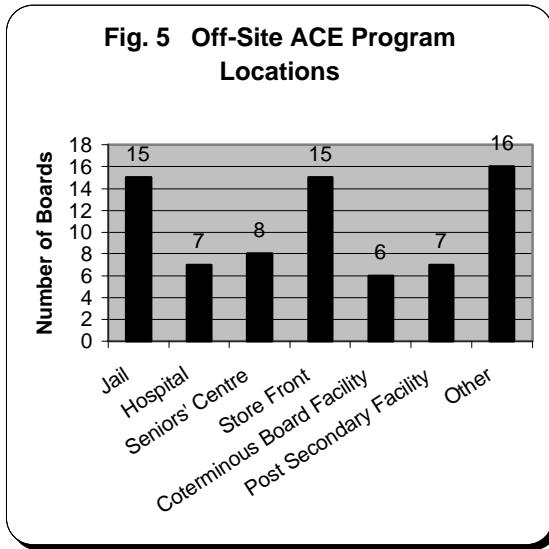 Fig. 5 Off-Site ACE Program
Locations
Number of Boards
18
16
14
12
10
8
6
4
2
0
15
7
8
15
6
7
16
Jail
Hospital
Seniors' Centre
Store Front
Coterminous Board Facility
Post Secondary Facility
Other